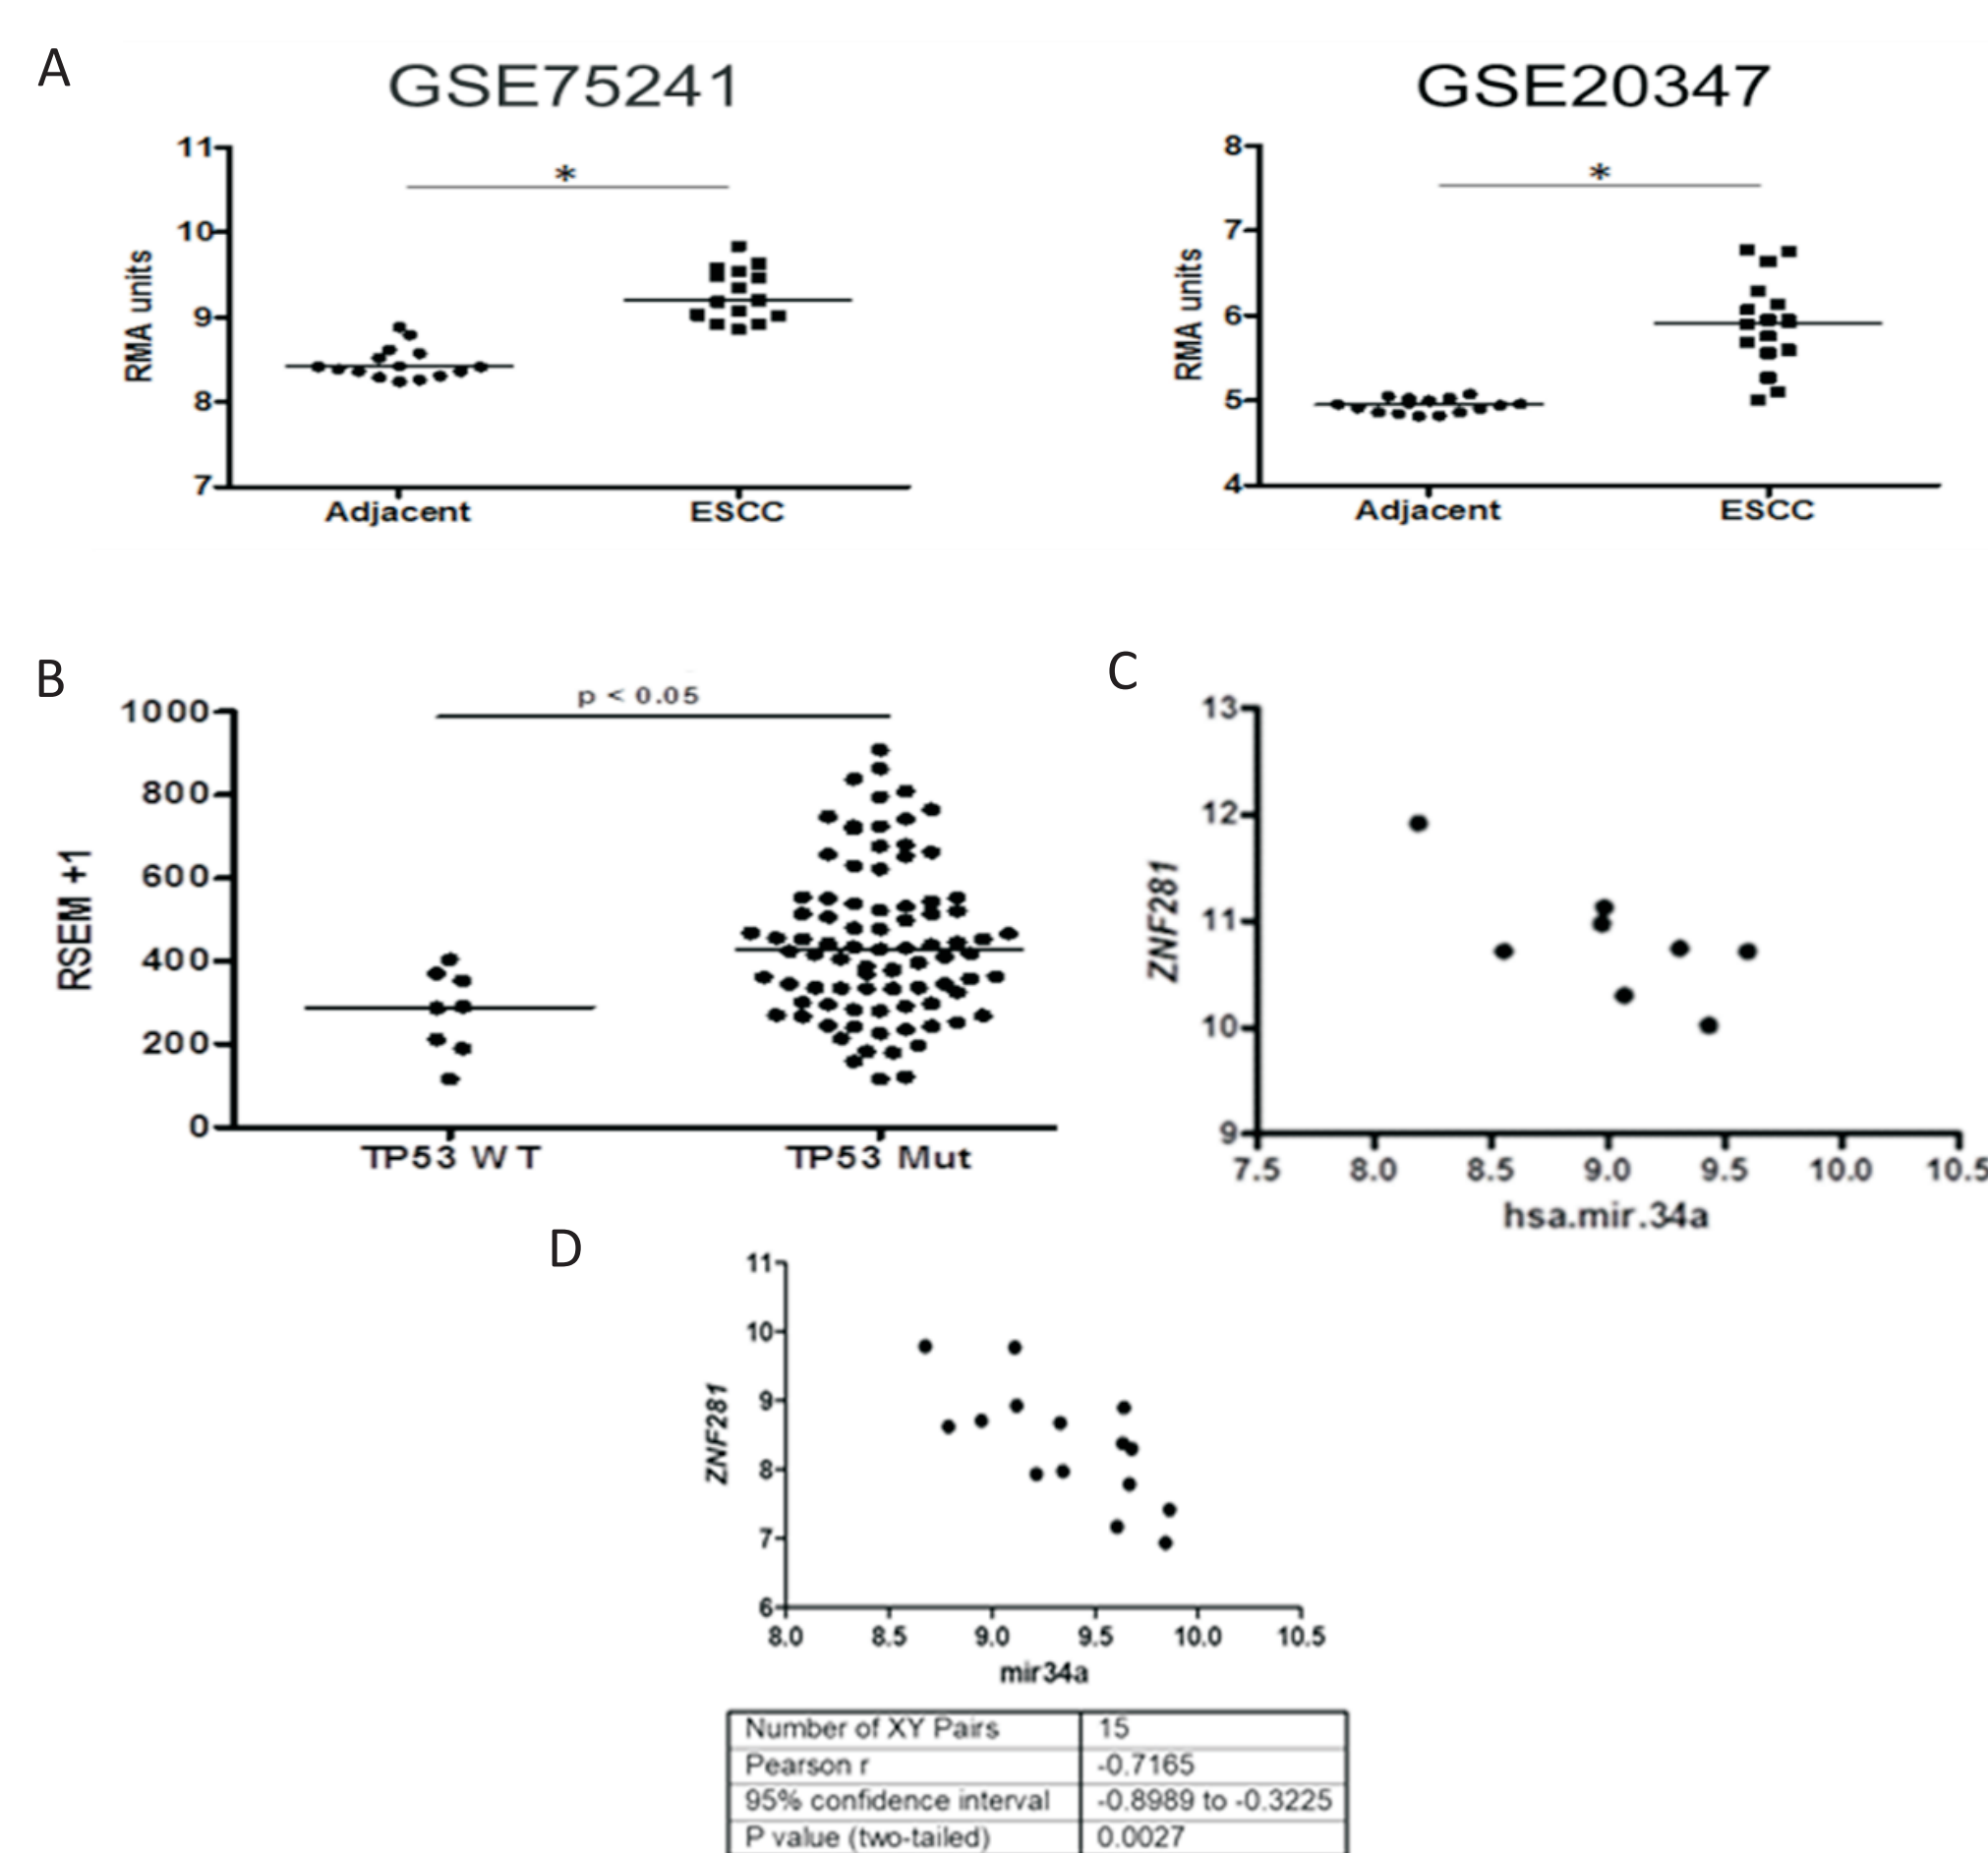 A
GSE75241
11
10
9
8
7
RMA units
*
Adjacent
ESCC
GSE20347
8
7
6
5
4
RMA units
*
Adjacent
ESCC
B
1000
800
600
400
200
0
RSEM +1
p < 0.05
TP53 WT
TP53 Mut
C
13
12
11
10
9
ZNF281
7.5 8.0 8.5 9.0 9.5 10.0 10.5
hsa.mir.34a
D
11
10
9
8
7
6
ZNF281
8.0 8.5 9.0 9.5 10.0 10.5
mir34a
Number of XY Pairs 15
Pearson r -0.7165
95% confidence interval -0.8989 to -0.3225
P value (two-tailed) 0.0027